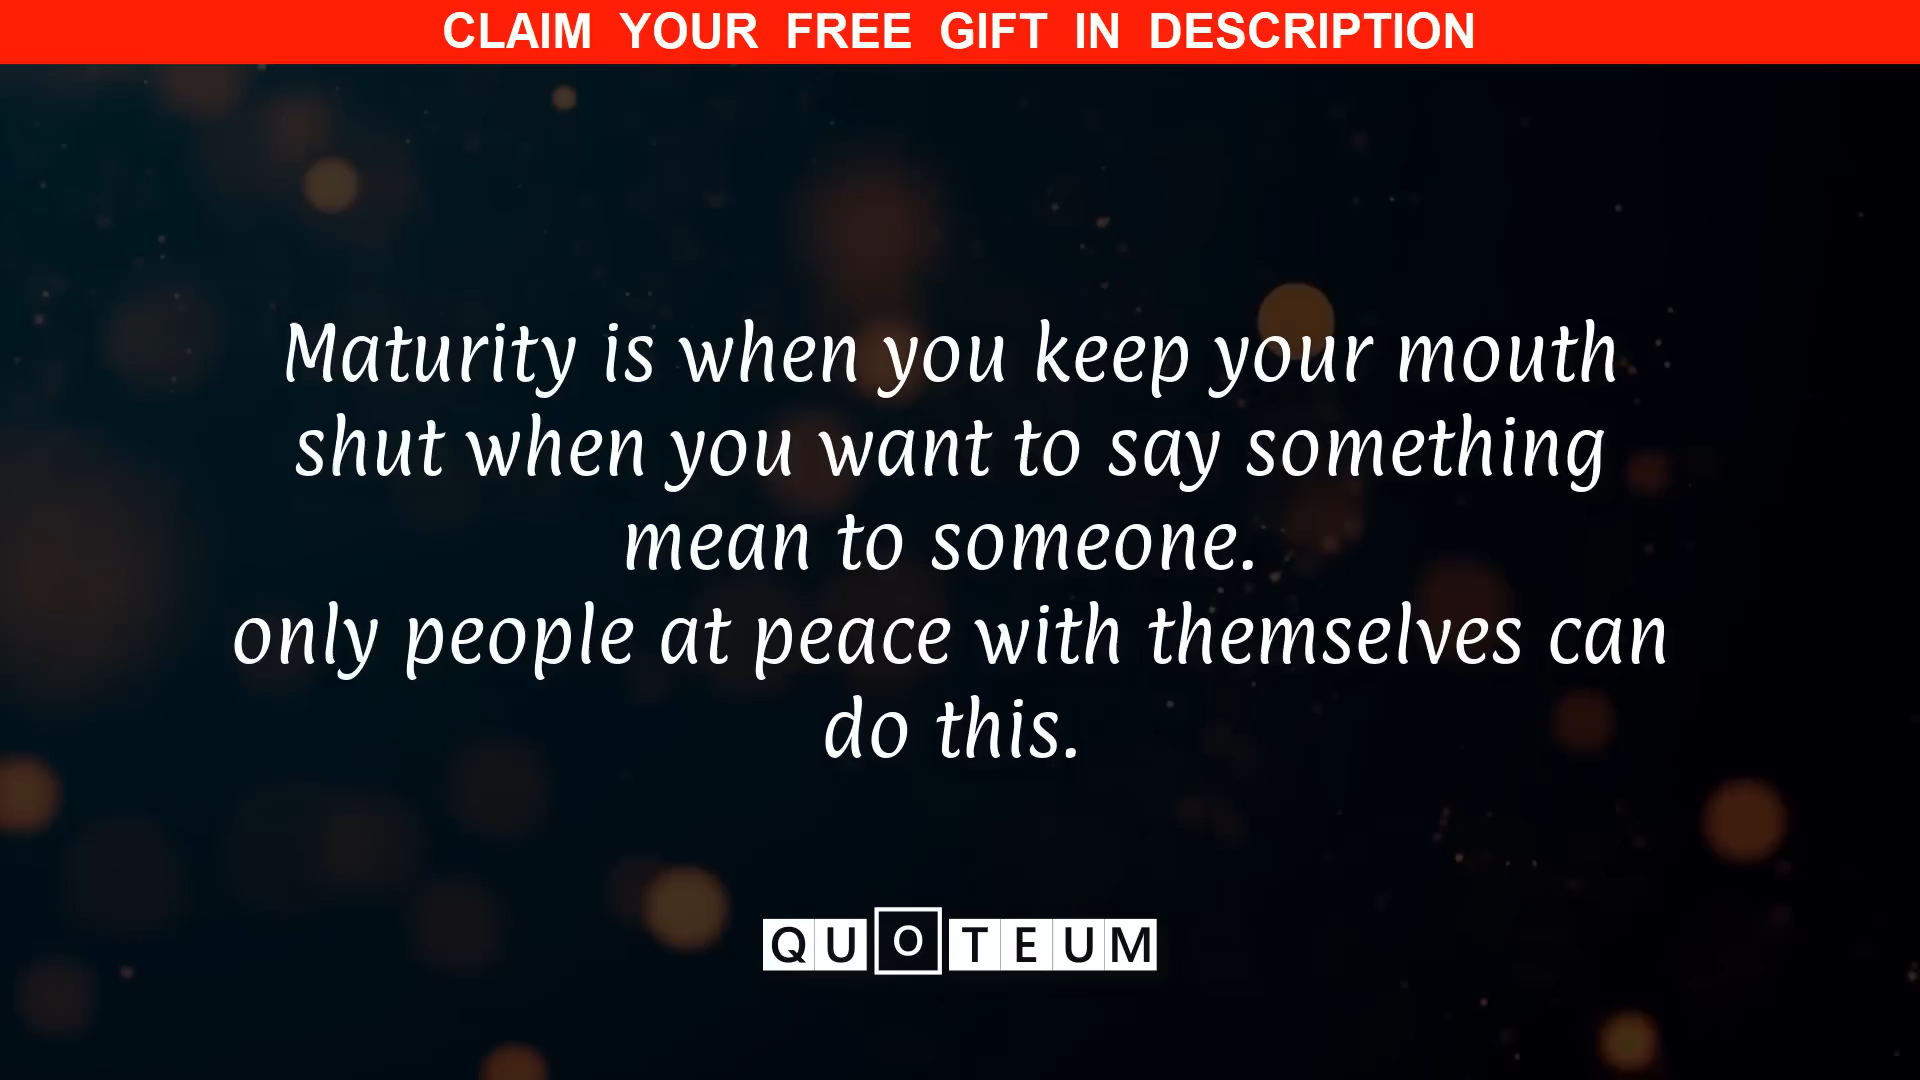 CLAIM YOUR FREE GIFT IN DESCRIPTION
Maturity is when you keep your mouth
shut when you want to say something
mean to someone.
only people at peace with themselves can
do this.
QUOTEUM